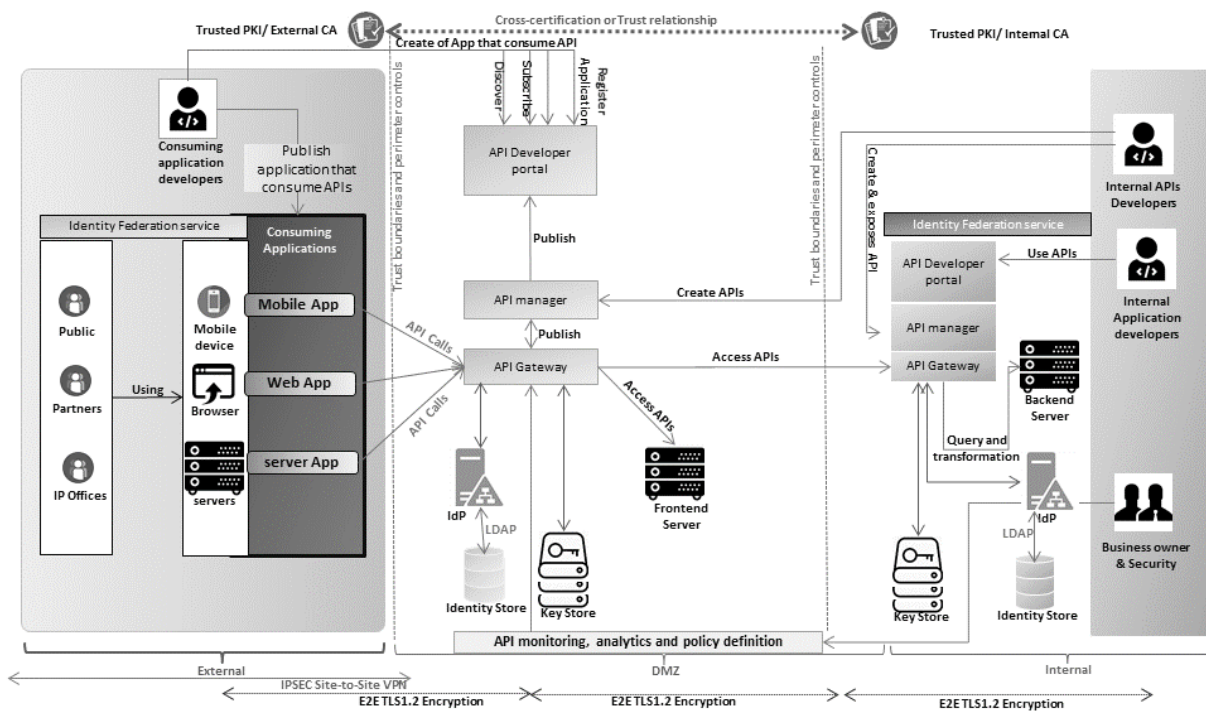 Cross-certification or Trust relationship
Trusted PKI/ External CA
Trusted PKI/ Internal CA
Create of App that consume API
Discover
Subscribe
Register
Application
Trust boundaries and perimeter controls
Trust boundaries and perimeter controls
Consuming
application
developers
Publish
application that
consume APIs
API Developer
portal
Create & exposes
API
Internal APIs
Developers
Identity Federation service
Consuming
Applications
Identity Federation service
Publish
API Developer
portal
Use APIs
Public
Mobile
device
Mobile App
API manager
Create APIs
API manager
Internal
Application
developers
API Calls
Publish
API Gateway
Access APIs
API Gateway
Using
Partners
Browser
Web App
API Calls
Access APIs
Backend
Server
IP Offices
servers
server App
Query and
transformation
IdP
Frontend
Server
IdP
LDAP
LDAP
Business owner
& Security
Identity Store
Key Store
Key Store
Identity Store
API monitoring, analytics and policy definition
External
DMZ
Internal
IPSEC Site-to-Site VPN
E2E TLS1.2 Encryption
E2E TLS1.2 Encryption
E2E TLS1.2 Encryption